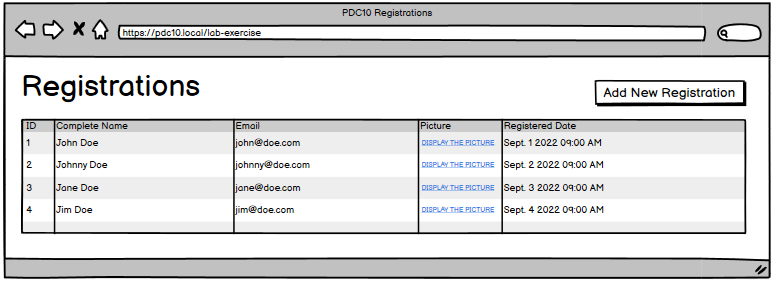 PDC10 Registrations
https://pdc10.local/lab-exercise
Registrations
Add New Registration
ID Complete Name Email Picture Registered Date
1 John Doe john@doe.com DISPLAY THE PICTURE Sept. 1 2022 09:00 AM
2 Johnny Doe johnny@doe.com DISPLAY THE PICTURE Sept. 2 2022 09:00 AM
3 Jane Doe jane@doe.com DISPLAY THE PICTURE Sept. 3 2022 09:00 AM
4 Jim Doe jim@doe.com DISPLAY THE PICTURE Sept. 4 2022 09:00 AM